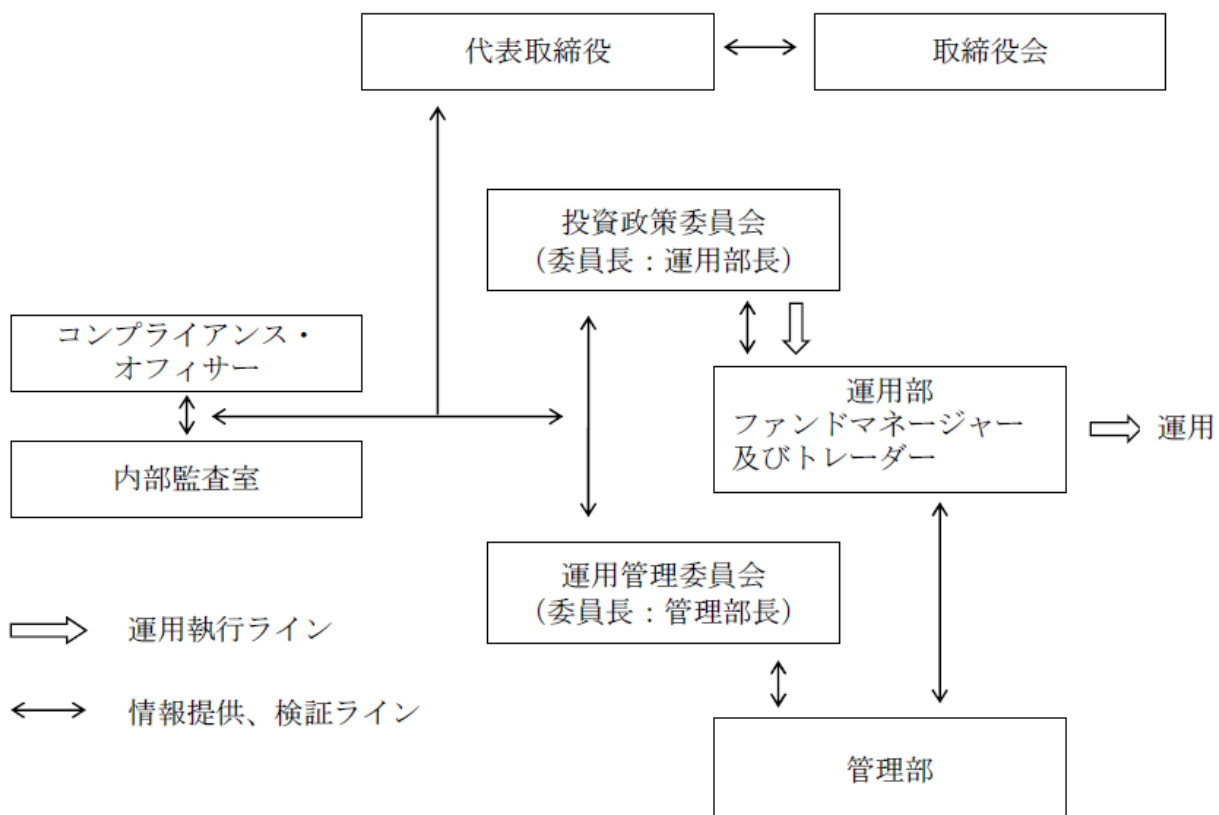 代表取締役
取締役会
投資政策委員会
（委員長：運用部長）
コンプライアンス・
オフィサー
運用部
ファンドマネージャー
及びトレーダー
運用
内部監査室
運用管理委員会
（委員長：管理部長）
運用執行ライン
情報提供、検証ライン
管理部